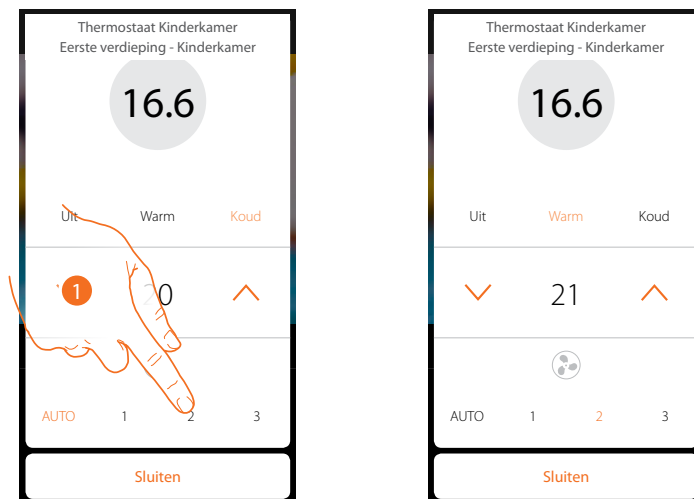 Thermostaat Kinderkamer
Eerste verdieping - Kinderkamer
16.6
Uit Warm Koud
1 20
AUTO 1 2 3
Sluiten
Thermostaat Kinderkamer
Eerste verdieping - Kinderkamer
16.6
Uit Warm Koud
21
AUTO 1 2 3
Sluiten